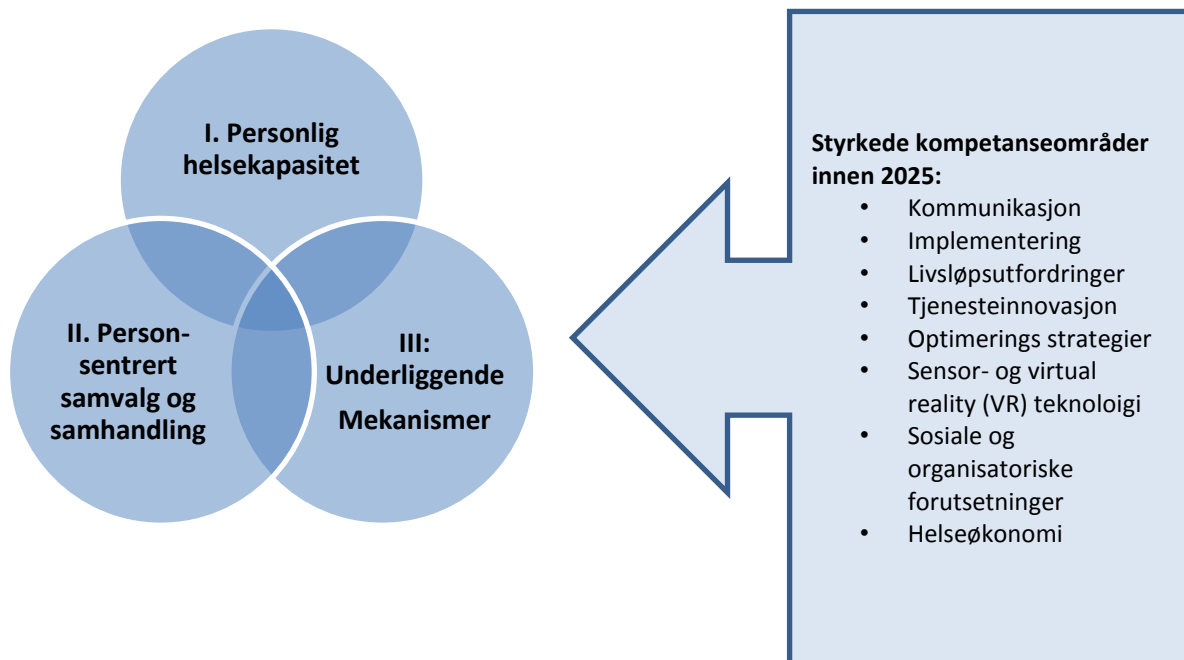 I. Personlig
helsekapasitet
II. Person-
sentrert
samvalg og
samhandling
III:
Underliggende
Mekanismer
Styrkede kompetanseområder
innen 2025:
• Kommunikasjon
• Implementering
• Livsløpsutfordringer
• Tjenesteinnovasjon
• Optimerings strategier
• Sensor- og virtual
reality (VR) teknoloigi
• Sosiale og
organisatoriske
forutsetninger
• Helseøkonomi